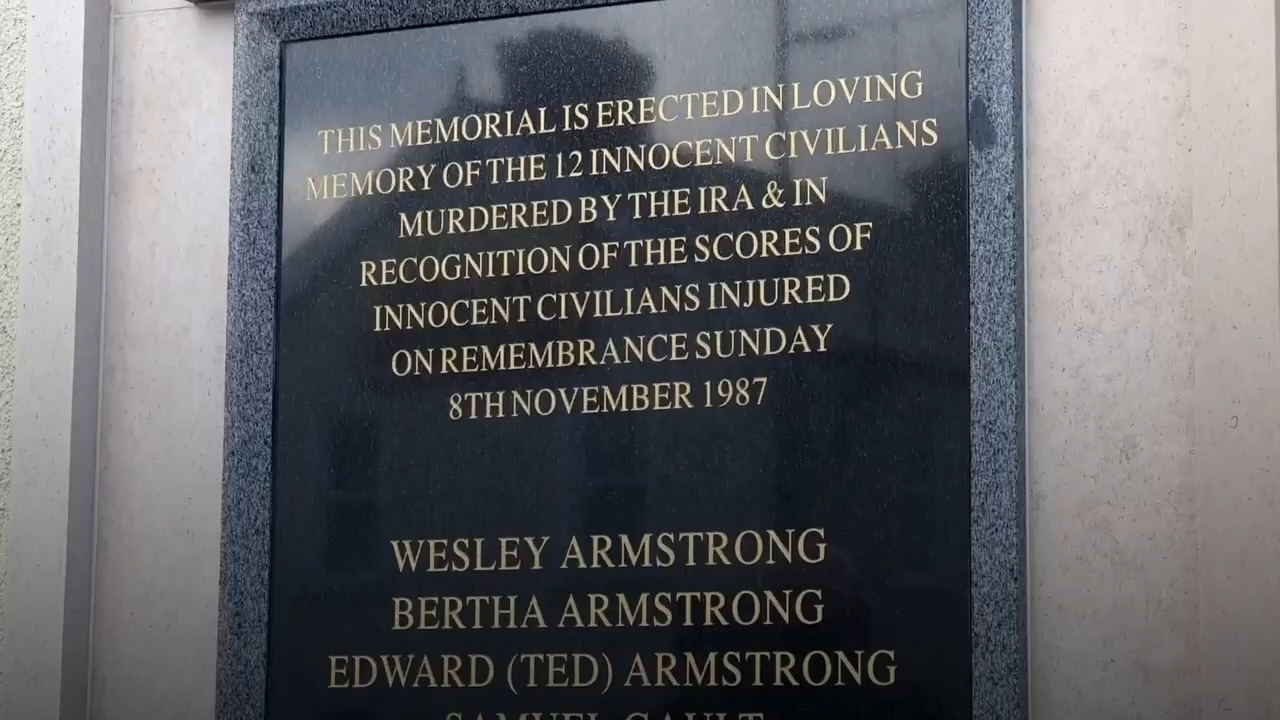 THIS MEMORIAL IS ERECTED IN LOVING
MEMORY OF THE 12 INNOCENT CIVILIANS
MURDERED BY THE IRA & IN
RECOGNITION OF THE SCORES OF
INNOCENT CIVILIANS INJURED
ON REMEMBRANCE SUNDAY
8TH NOVEMBER 1987
WESLEY ARMSTRONG
BERTHA ARMSTRONG
EDWARD (TED) ARMSTRONG
SAMUEL GAULT